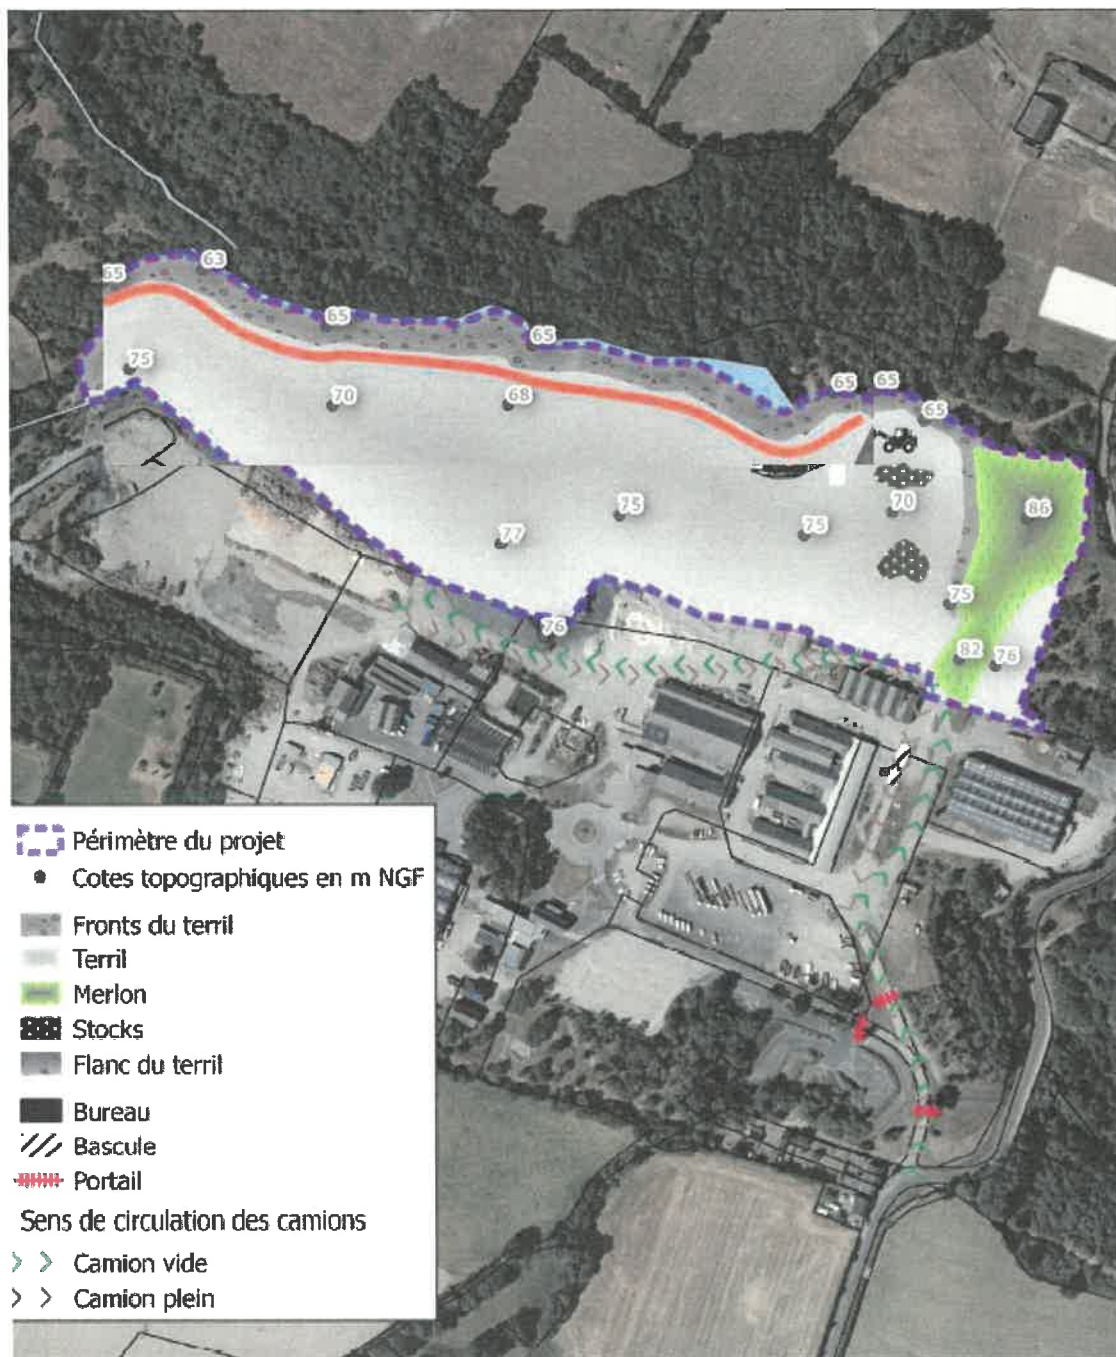 63
65
65
65
65
65
65
75
70
68
70
86
75
75
77
75
76
82
76
Périmètre du projet
Cotes topographiques en m NGF
Fronts du terril
Terril
Merlon
Stocks
Flanc du terril
Bureau
Bascule
Portail
Sens de circulation des camions
Camion vide
Camion plein